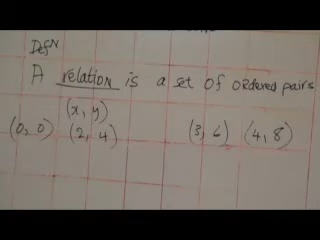 Defᴺ
A relation is a set of ordered pairs
(x, y)
(0, 0) (2, 4) (3, 6) (4, 8)